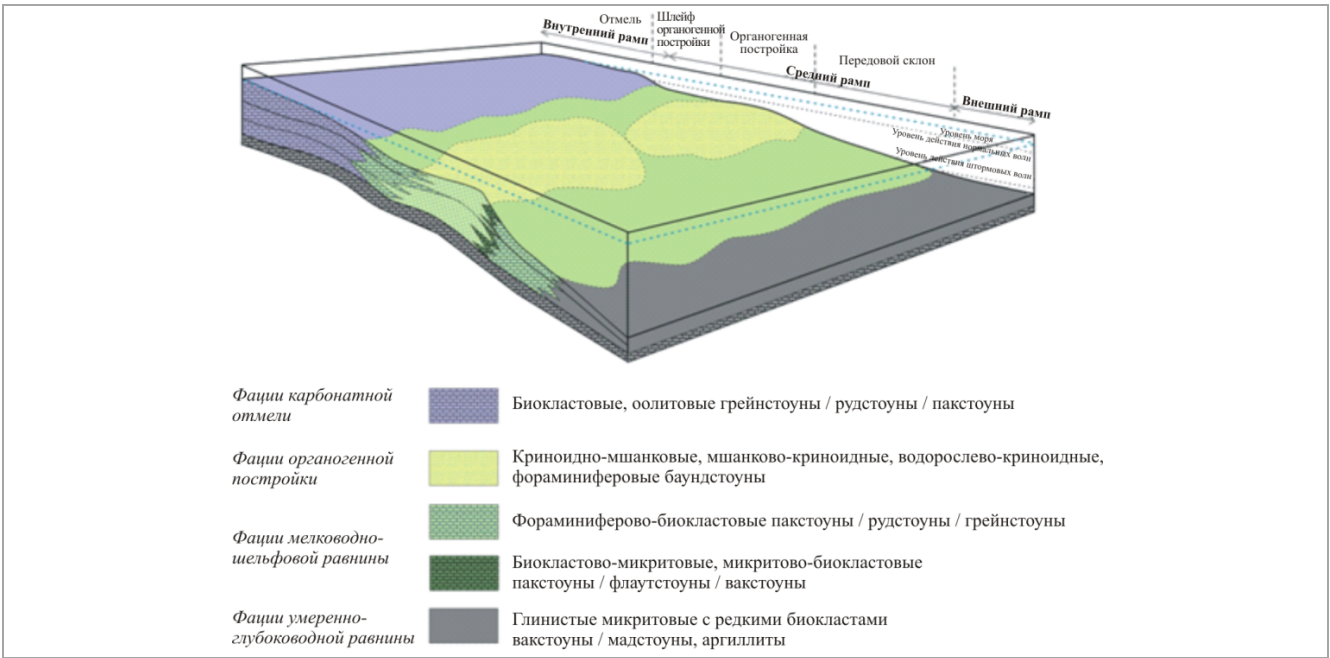 Отмель
Внутренний рамп
Шлейф
органогенной
постройки
Органогенная
постройка
Передовой склон
Средний рамп
Внешний рамп
Уровень моря
Уровень действия нормальных волн
Уровень действия штормовых волн
Фации карбонатной
отмели
Биокластовые, оолитовые грейнстоуны / рудстоуны / пакстоуны
Фации органогенной
постройки
Криноидно-мшанковые, мшанково-криноидные, водорослево-криноидные,
фораминиферовые баундстоуны
Фации мелководно-
шельфовой равнины
Фораминиферово-биокластовые пакстоуны / рудстоуны / грейнстоуны
Биокластово-микритовые, микритово-биокластовые
пакстоуны / флаутстоуны / вакстоуны
Фации умеренно-
глубоководной равнины
Глинистые микритовые с редкими биокластами
вакстоуны / мадстоуны, аргиллиты